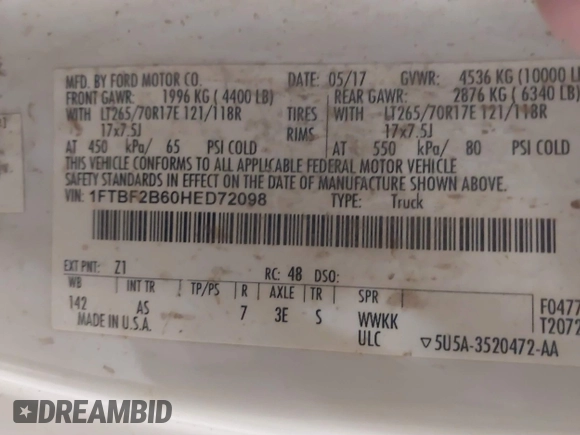 MFD. BY FORD MOTOR CO.
DATE: 05/17 GVWR: 4536 KG (10000 LB
FRONT GAWR: 1996 KG ( 4400 LB) REAR GAWR: 2876 KG ( 6340 LB)
WITH LT265/70R17E 121/118R TIRES WITH LT265/70R17E 121/118R
17x7.5J RIMS 17x7.5J
AT 450 kPa/ 65 PSI COLD AT 550 kPa/ 80 PSI COLD
THIS VEHICLE CONFORMS TO ALL APPLICABLE FEDERAL MOTOR VEHICLE
SAFETY STANDARDS IN EFFECT ON THE DATE OF MANUFACTURE SHOWN ABOVE.
VIN: 1FTBF2B60HED72098 TYPE: Truck
EXT PNT: Z1 RC: 48 DSO:
WB INT TR TP/PS R AXLE TR SPR
142 AS 7 3E S WWKK
MADE IN U.S.A. ULC
F0477
T2072
▽5U5A-3520472-AA
DREAMBID